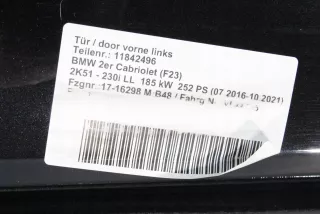 Tür / door vorne links
Teilenr.: 11842496
BMW 2er Cabriolet (F23)
2K51 - 230i LL 185 kW 252 PS (07.2016-10.2021)
Fzgnr.:17-16298 M B48 / Fahrg